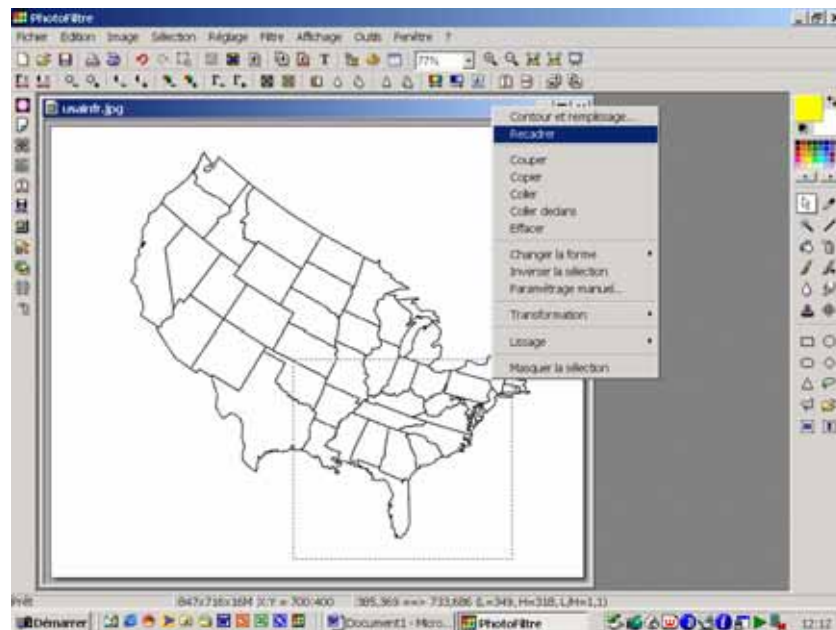 PhotoFiltre
Fichier Edition Image Sélection Réglage Filtre Affichage Outils Fenêtre ?
77%
usainfr.jpg
Contour et remplissage...
Recadrer
Couper
Copier
Coller
Coller dedans
Effacer
Changer la forme
Inverser la sélection
Paramétrage manuel...
Transformation
Lissage
Masquer la sélection
Prêt
847x716x16M X:Y = 700:400 385,369 ==> 733,686 (L=349, H=318, L/H=1,1)
Démarrer Document1 - Micro... PhotoFiltre 12:12